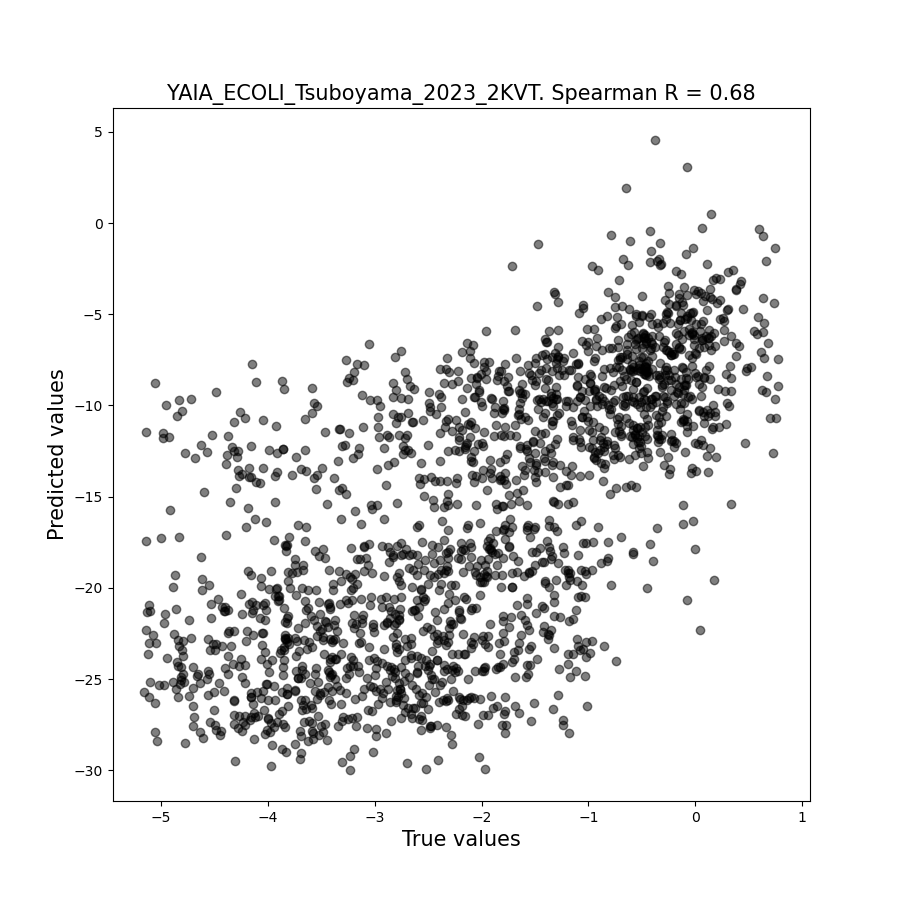 YAIA_ECOLI_Tsuboyama_2023_2KVT. Spearman R = 0.68
5
0
−5
−10
−15
−20
−25
−30
Predicted values
−5 −4 −3 −2 −1 0 1
True values